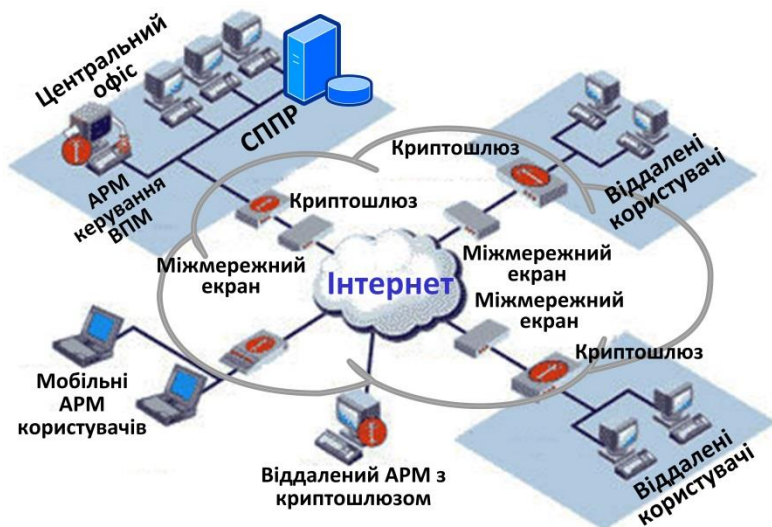 Центральний
офіс
СППР
АРМ
керування
ВПМ
Криптошлюз
Міжмережний
екран
Криптошлюз
Віддалені
користувачі
Міжмережний
екран
Інтернет
Міжмережний
екран
Криптошлюз
Мобільні
АРМ
користувачів
Віддалений АРМ з
криптошлюзом
Віддалені
користувачі